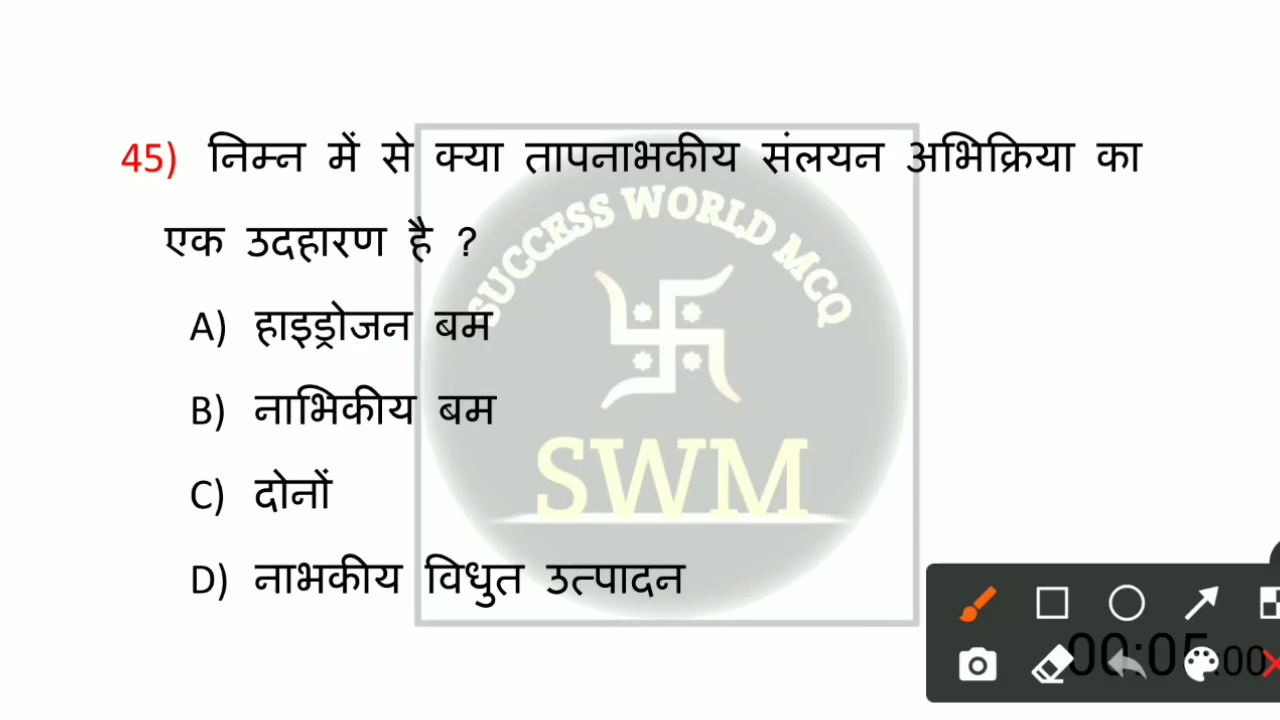 45) निम्न में से क्या तापनाभकीय संलयन अभिक्रिया का
एक उदहारण है ?
A) हाइड्रोजन बम
B) नाभिकीय बम
C) दोनों
D) नाभकीय विधुत उत्पादन
SUCCESS WORLD MCQ
SWM
00:05.00